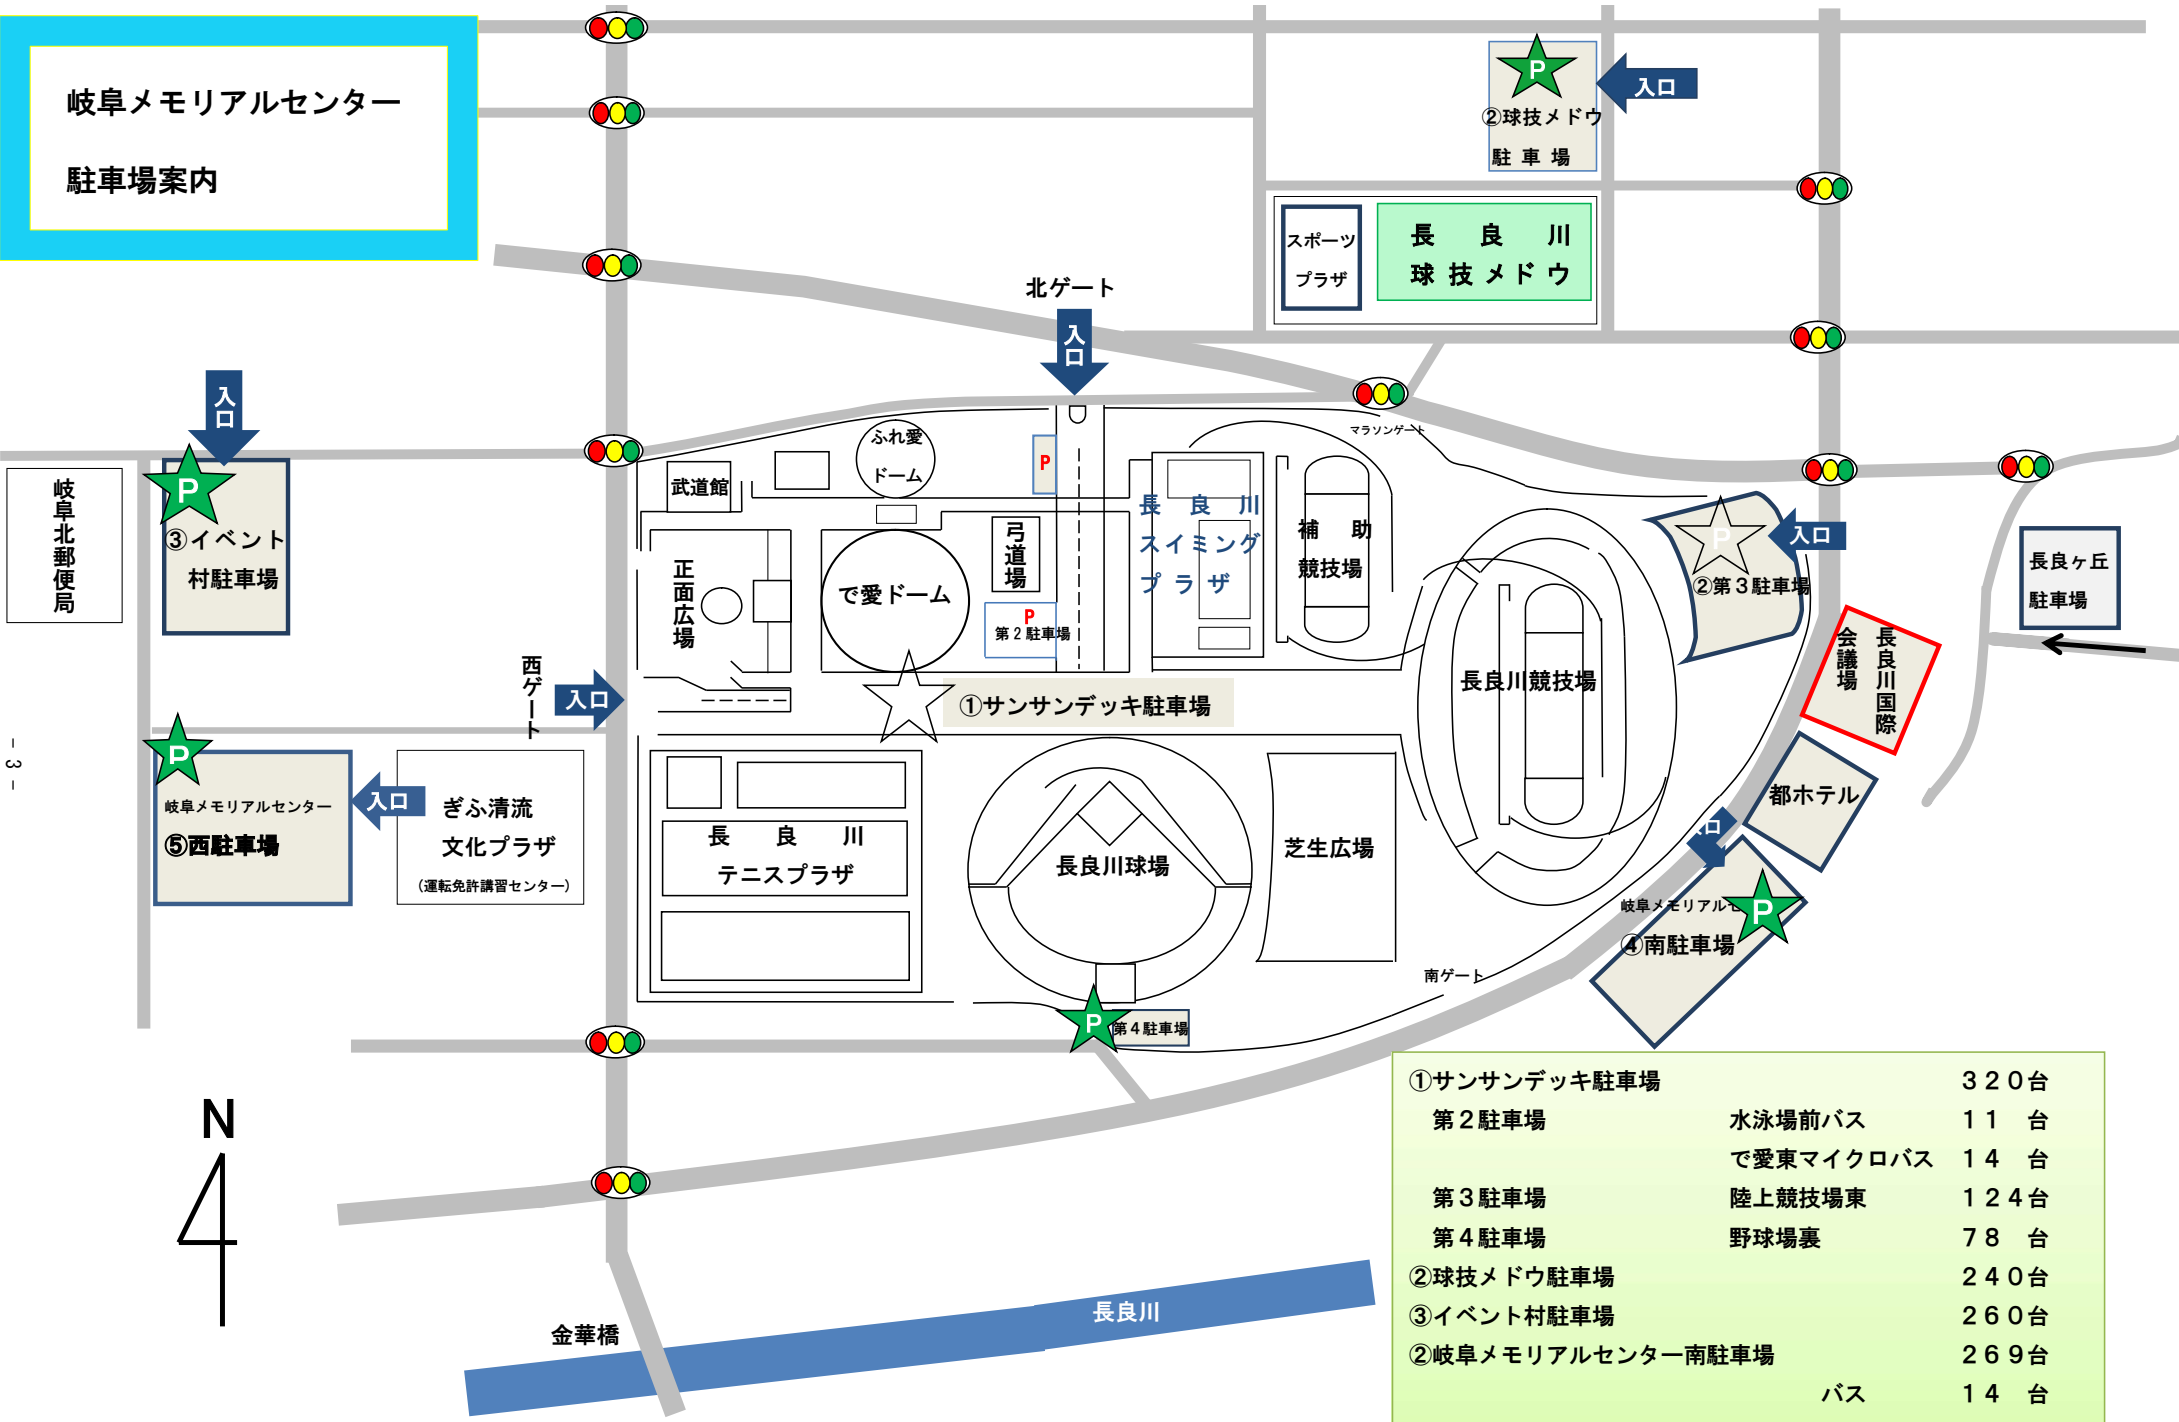 岐阜メモリアルセンター
駐車場案内
P
入口
②球技メドウ
駐 車 場
スポーツ
プラザ
長 良 川
球 技 メ ド ウ
北ゲート
入口
入口
P
③イベント
村駐車場
岐阜北郵便局
ふれ愛
ドーム
武道館
P
マラソンゲート
長 良 川
スイミング
プ ラ ザ
補 助
競技場
弓道場
正面広場
で愛ドーム
P
第2駐車場
P
入口
②第3駐車場
長良ヶ丘
駐車場
長良川国際
会議場
西ゲート
入口
①サンサンデッキ駐車場
長良川競技場
P
岐阜メモリアルセンター
⑤西駐車場
入口
ぎふ清流
文化プラザ
(運転免許講習センター)
長 良 川
テニスプラザ
長良川球場
芝生広場
都ホテル
入口
岐阜メモリアルセ
P
④南駐車場
南ゲート
P
第4駐車場
- 3 -
N
①サンサンデッキ駐車場 320台
第2駐車場 水泳場前バス 11 台
で愛東マイクロバス 14 台
第3駐車場 陸上競技場東 124台
第4駐車場 野球場裏 78 台
②球技メドウ駐車場 240台
③イベント村駐車場 260台
②岐阜メモリアルセンター南駐車場 269台
バス 14 台
長良川
金華橋